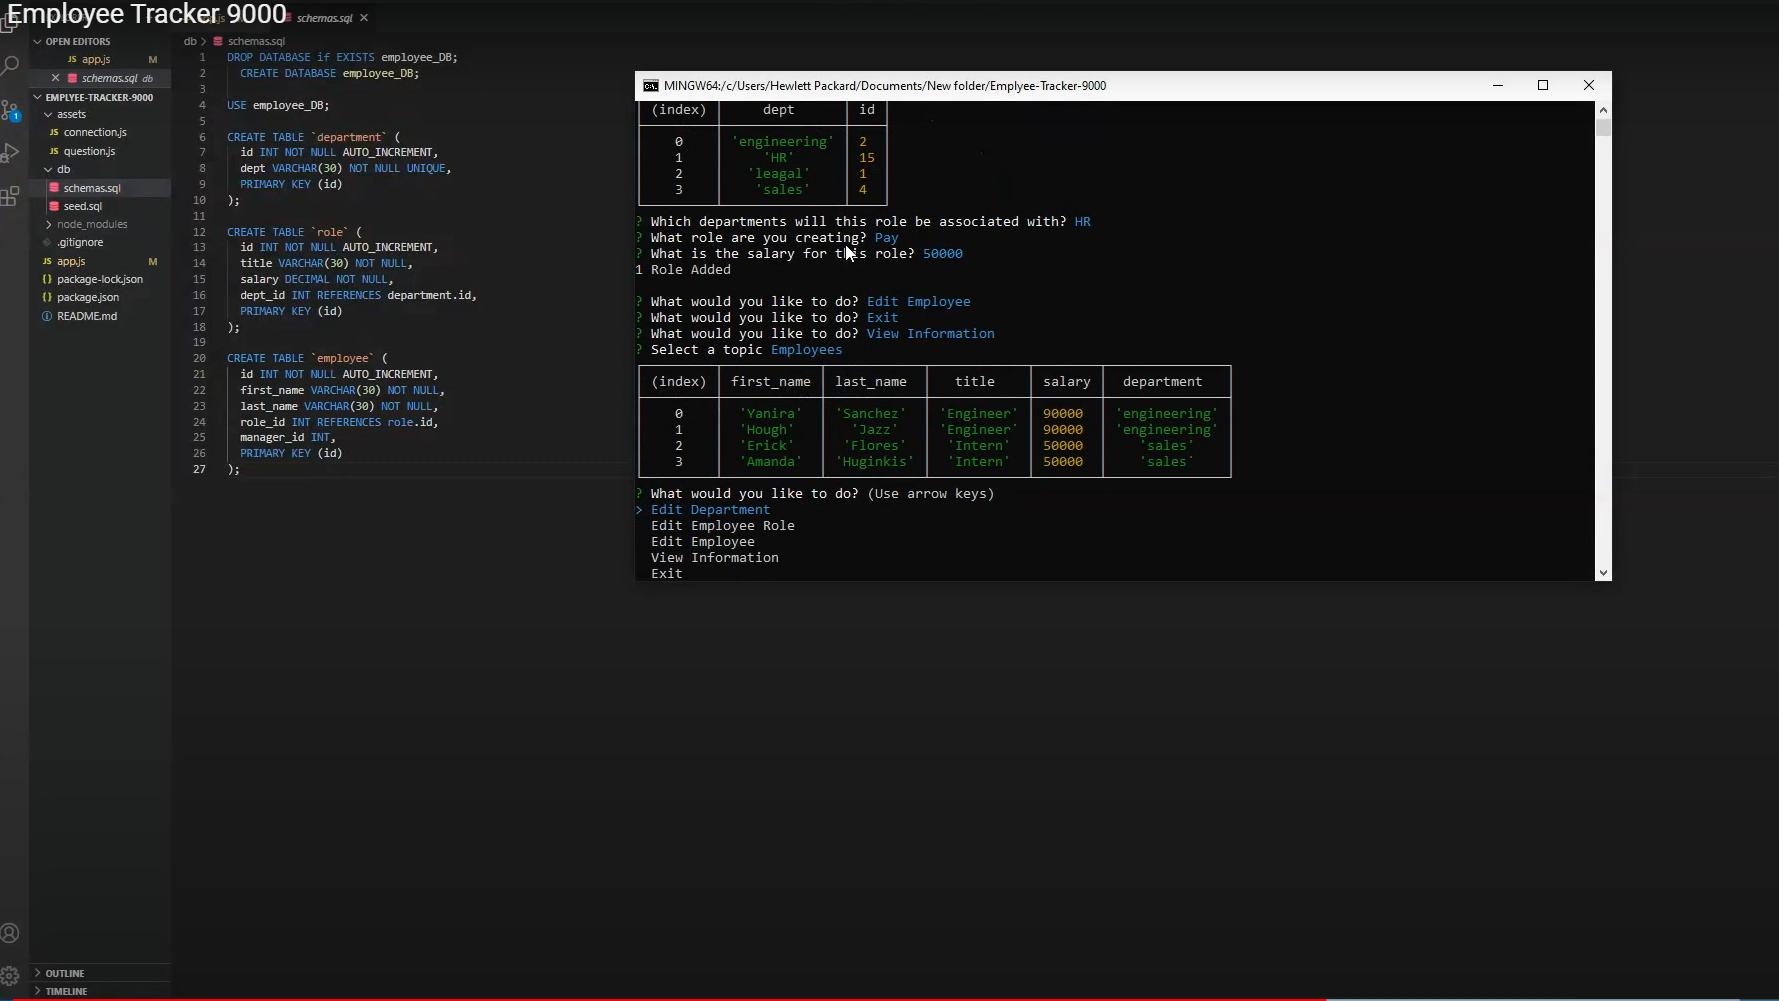 Employee Tracker 9000
schemas.sql
OPEN EDITORS
app.js M
schemas.sql db
EMPLYEE-TRACKER-9000
assets
connection.js
question.js
db
schemas.sql
seed.sql
node_modules
.gitignore
app.js M
package-lock.json
package.json
README.md
OUTLINE
TIMELINE
1
db > schemas.sql
1 DROP DATABASE if EXISTS employee_DB;
2 CREATE DATABASE employee_DB;
3
4 USE employee_DB;
5
6 CREATE TABLE `department` (
7 id INT NOT NULL AUTO_INCREMENT,
8 dept VARCHAR(30) NOT NULL UNIQUE,
9 PRIMARY KEY (id)
10 );
11
12 CREATE TABLE `role` (
13 id INT NOT NULL AUTO_INCREMENT,
14 title VARCHAR(30) NOT NULL,
15 salary DECIMAL NOT NULL,
16 dept_id INT REFERENCES department.id,
17 PRIMARY KEY (id)
18 );
19
20 CREATE TABLE `employee` (
21 id INT NOT NULL AUTO_INCREMENT,
22 first_name VARCHAR(30) NOT NULL,
23 last_name VARCHAR(30) NOT NULL,
24 role_id INT REFERENCES role.id,
25 manager_id INT,
26 PRIMARY KEY (id)
27 );
MINGW64:/c/Users/Hewlett Packard/Documents/New folder/Emplyee-Tracker-9000
(index) dept id
0 'engineering' 2
1 'HR' 15
2 'leagal' 1
3 'sales' 4
? Which departments will this role be associated with? HR
? What role are you creating? Pay
? What is the salary for this role? 50000
1 Role Added
? What would you like to do? Edit Employee
? What would you like to do? Exit
? What would you like to do? View Information
? Select a topic Employees
(index) first_name last_name title salary department
0 'Yanira' 'Sanchez' 'Engineer' 90000 'engineering'
1 'Hough' 'Jazz' 'Engineer' 90000 'engineering'
2 'Erick' 'Flores' 'Intern' 50000 'sales'
3 'Amanda' 'Huginkis' 'Intern' 50000 'sales'
? What would you like to do? (Use arrow keys)
> Edit Department
Edit Employee Role
Edit Employee
View Information
Exit